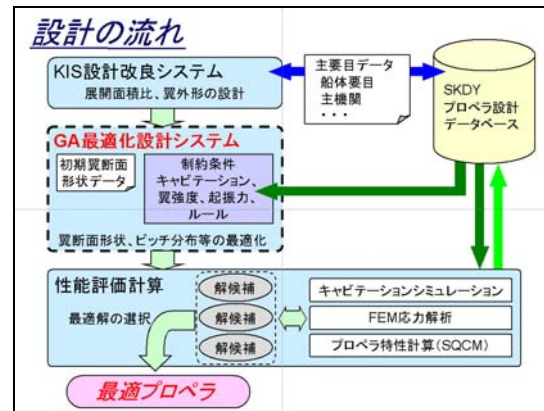 設計の流れ
KIS設計改良システム
展開面積比、翼外形の設計
主要目データ
船体要目
主機関
・・・
SKDY
プロペラ設計
データベース
GA最適化設計システム
初期翼断面
形状データ
制約条件
キャビテーション、
翼強度、起振力、
ルール
翼断面形状、ピッチ分布等の最適化
性能評価計算
最適解の選択
解候補
解候補
解候補
キャビテーションシミュレーション
FEM応力解析
プロペラ特性計算(SQCM)
最適プロペラ